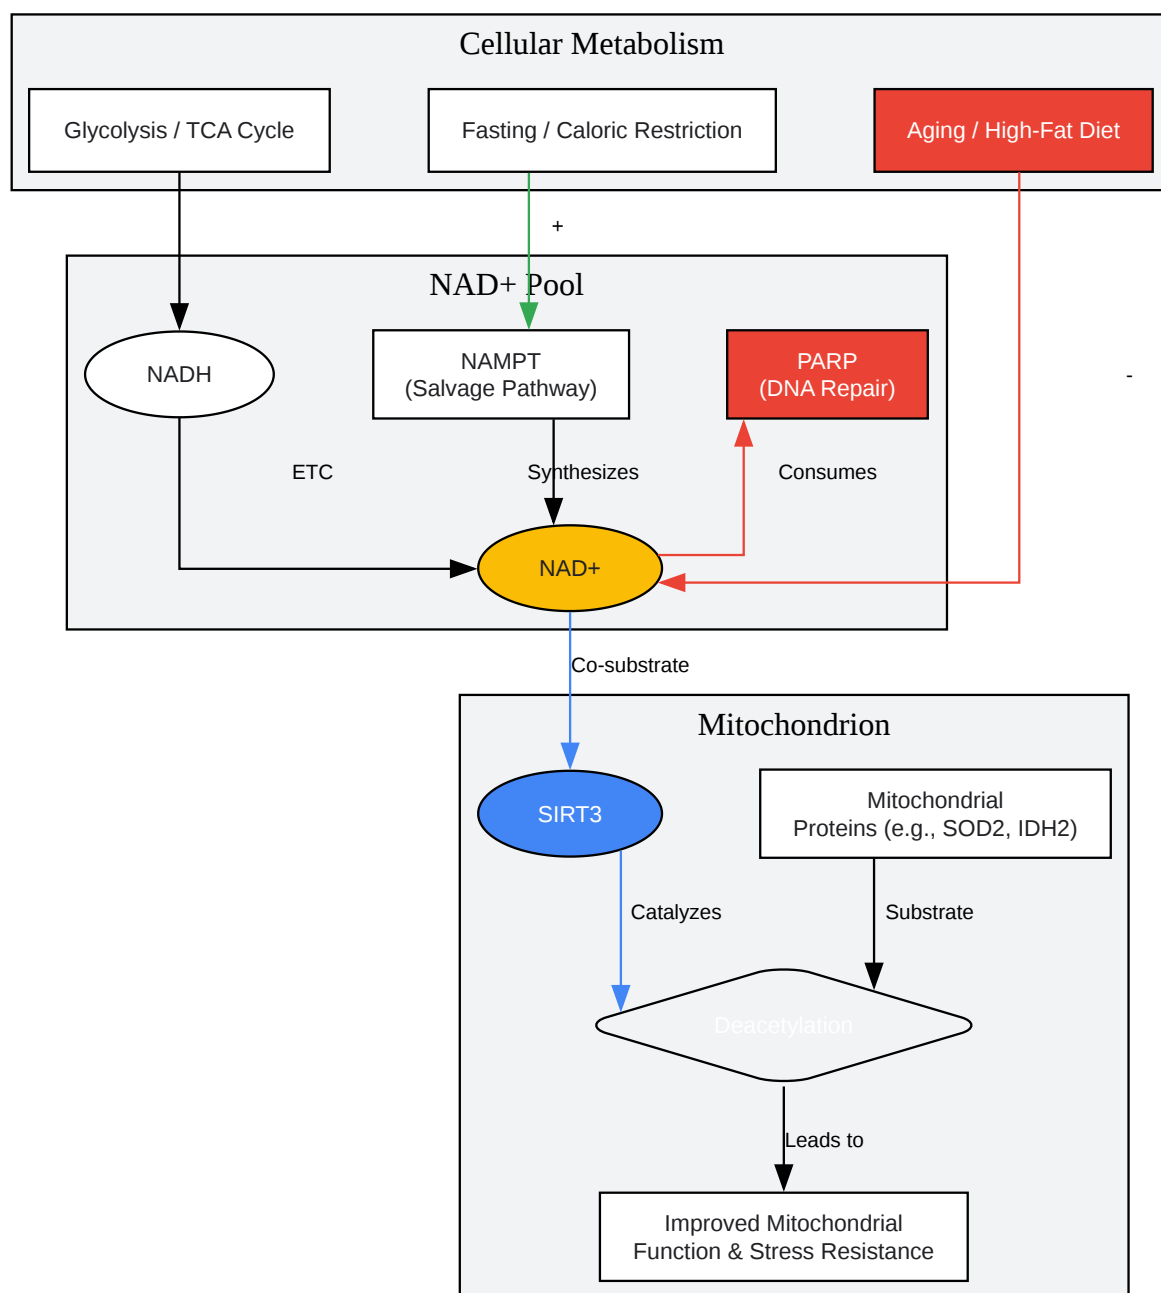 Cellular Metabolism
Glycolysis / TCA Cycle
Fasting / Caloric Restriction
Aging / High-Fat Diet
+
NAD+ Pool
NADH
NAMPT
(Salvage Pathway)
PARP
(DNA Repair)
-
ETC
Synthesizes
Consumes
NAD+
Co-substrate
Mitochondrion
SIRT3
Mitochondrial
Proteins (e.g., SOD2, IDH2)
Catalyzes
Substrate
Deacetylation
Leads to
Improved Mitochondrial
Function & Stress Resistance